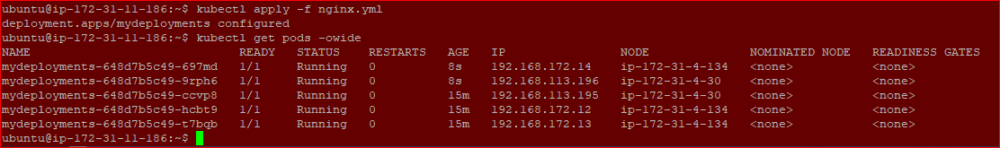 ubuntu@ip-172-31-11-186:~$ kubectl apply -f nginx.yml
deployment.apps/mydeployments configured
ubuntu@ip-172-31-11-186:~$ kubectl get pods -owide
NAME READY STATUS RESTARTS AGE IP NODE NOMINATED NODE READINESS GATES
mydeployments-648d7b5c49-697md 1/1 Running 0 8s 192.168.172.14 ip-172-31-4-134 <none> <none>
mydeployments-648d7b5c49-9rph6 1/1 Running 0 8s 192.168.113.196 ip-172-31-4-30 <none> <none>
mydeployments-648d7b5c49-ccvp8 1/1 Running 0 15m 192.168.113.195 ip-172-31-4-30 <none> <none>
mydeployments-648d7b5c49-hcbt9 1/1 Running 0 15m 192.168.172.12 ip-172-31-4-134 <none> <none>
mydeployments-648d7b5c49-t7bqb 1/1 Running 0 15m 192.168.172.13 ip-172-31-4-134 <none> <none>
ubuntu@ip-172-31-11-186:~$